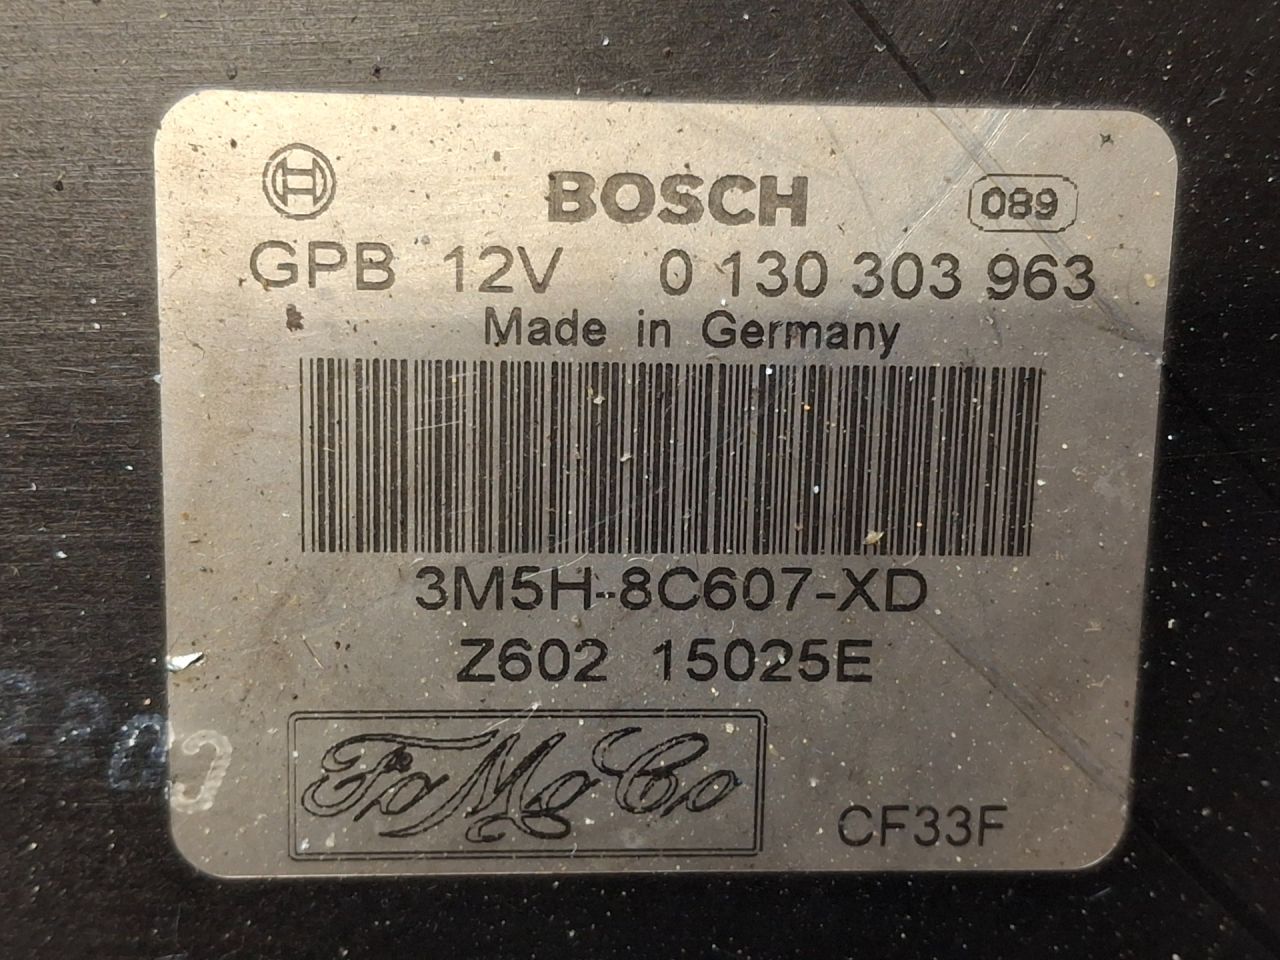 BOSCH
089
GPB 12V 0 130 303 963
Made in Germany
3M5H-8C607-XD
Z602 15025E
FoMoCo
CF33F